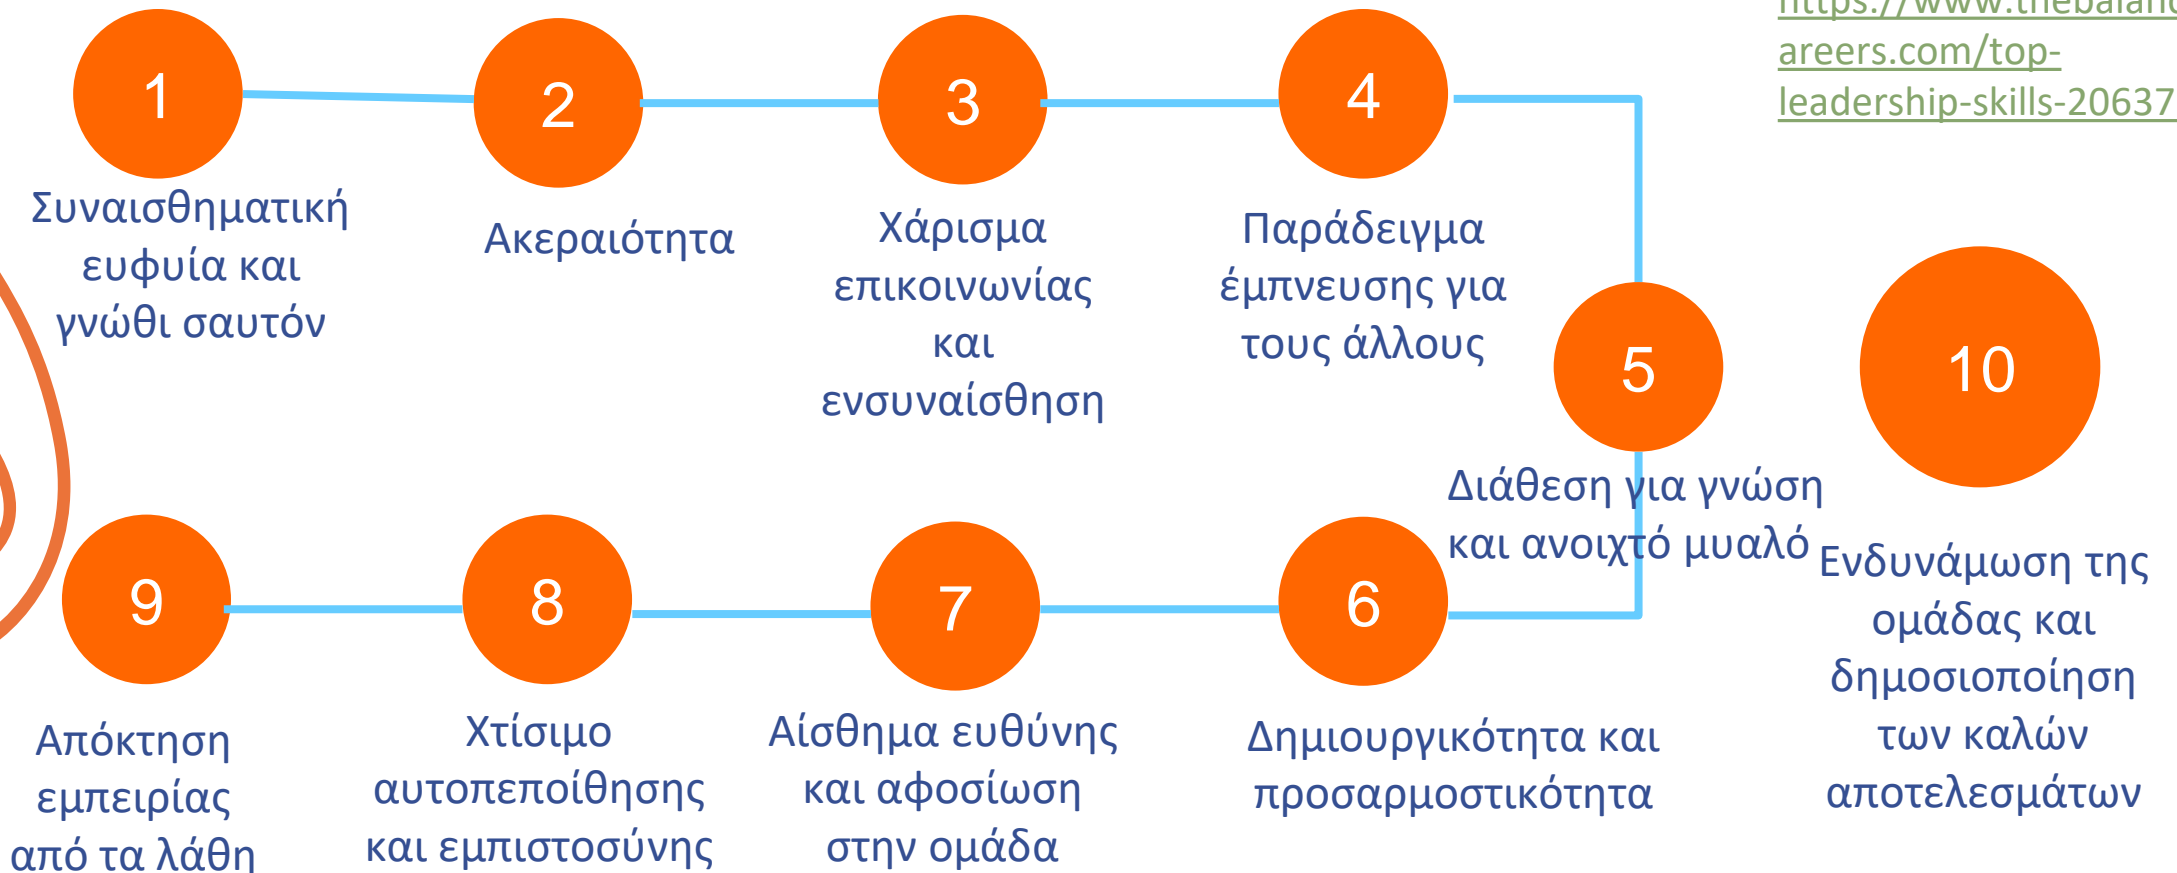 https://www.thebalanc
areers.com/top-
leadership-skills-20637
1
Συναισθηματική
ευφυία και
γνώθι σαυτόν
2
Ακεραιότητα
3
Χάρισμα
επικοινωνίας
και
ενσυναίσθηση
4
Παράδειγμα
έμπνευσης για
τους άλλους
5
Διάθεση για γνώση
και ανοιχτό μυαλό
6
Δημιουργικότητα και
προσαρμοστικότητα
7
Αίσθημα ευθύνης
και αφοσίωση
στην ομάδα
8
Χτίσιμο
αυτοπεποίθησης
και εμπιστοσύνης
9
Απόκτηση
εμπειρίας
από τα λάθη
10
Ενδυνάμωση της
ομάδας και
δημοσιοποίηση
των καλών
αποτελεσμάτων